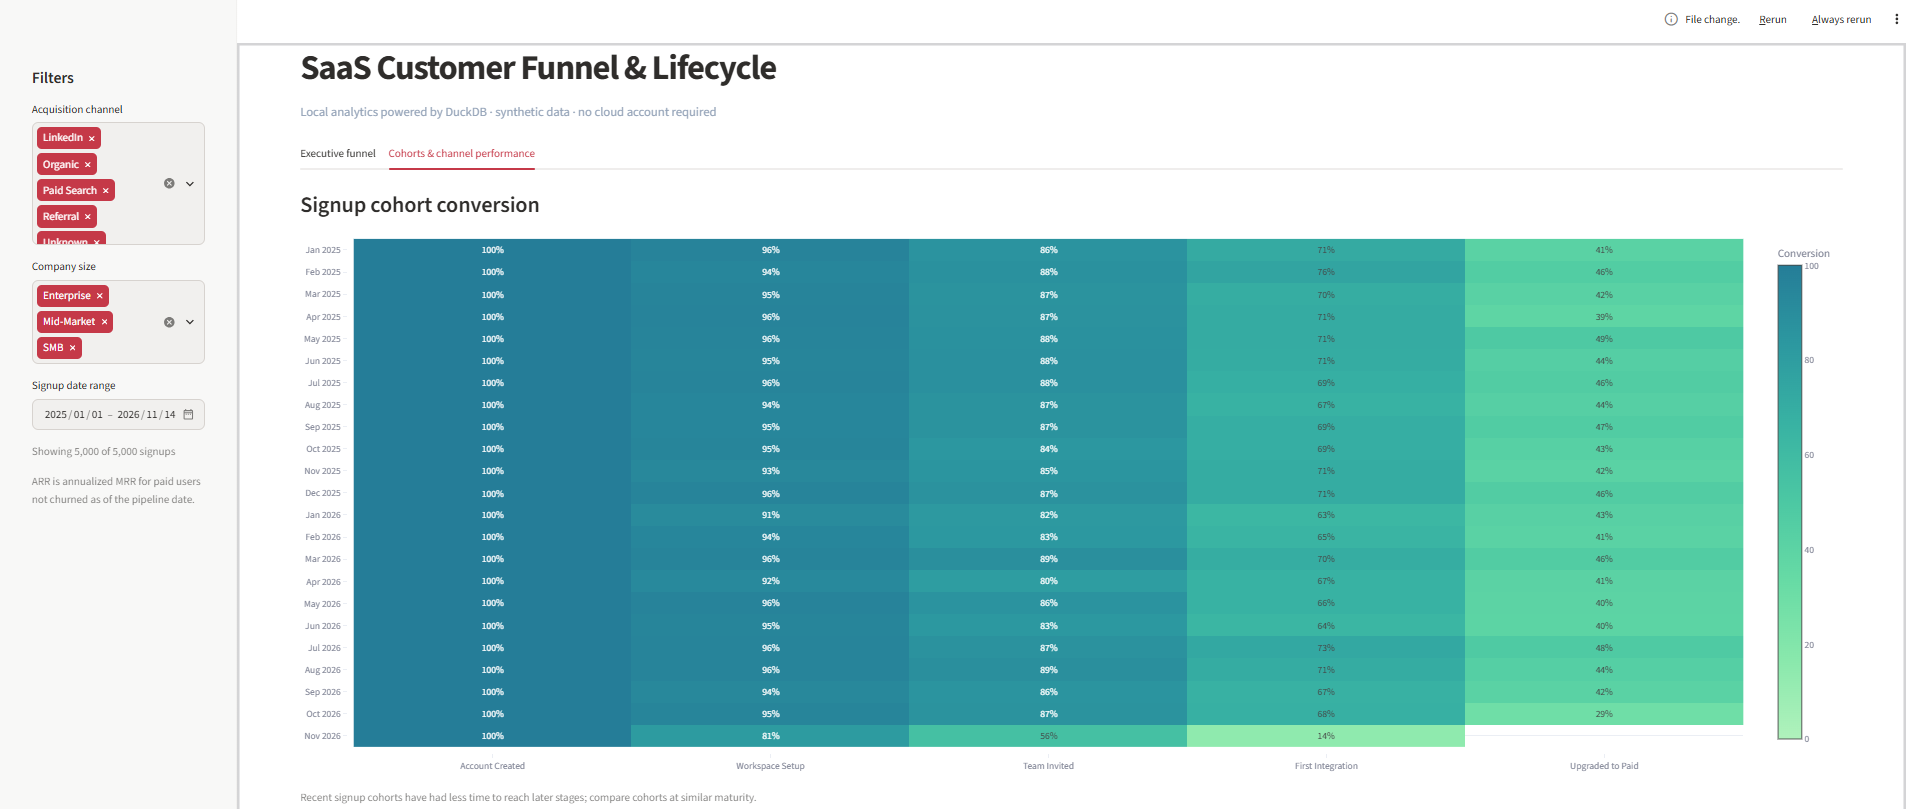 File change. Rerun Always rerun
Filters
Acquisition channel
LinkedIn ×
Organic ×
Paid Search ×
Referral ×
Unknown ×
Company size
Enterprise ×
Mid-Market ×
SMB ×
Signup date range
2025/01/01 – 2026/11/14
Showing 5,000 of 5,000 signups
ARR is annualized MRR for paid users
not churned as of the pipeline date.
SaaS Customer Funnel & Lifecycle
Local analytics powered by DuckDB · synthetic data · no cloud account required
Executive funnel Cohorts & channel performance
Signup cohort conversion
Jan 2025 100% 96% 86% 71% 41%
Feb 2025 100% 94% 88% 76% 46%
Mar 2025 100% 95% 87% 70% 42%
Apr 2025 100% 96% 87% 71% 39%
May 2025 100% 96% 88% 71% 49%
Jun 2025 100% 95% 88% 71% 44%
Jul 2025 100% 96% 88% 69% 46%
Aug 2025 100% 94% 87% 67% 44%
Sep 2025 100% 95% 87% 69% 47%
Oct 2025 100% 95% 84% 69% 43%
Nov 2025 100% 93% 85% 71% 42%
Dec 2025 100% 96% 87% 71% 46%
Jan 2026 100% 91% 82% 63% 43%
Feb 2026 100% 94% 83% 65% 41%
Mar 2026 100% 96% 89% 70% 46%
Apr 2026 100% 92% 80% 67% 41%
May 2026 100% 96% 86% 66% 40%
Jun 2026 100% 95% 83% 64% 40%
Jul 2026 100% 96% 87% 73% 48%
Aug 2026 100% 96% 89% 71% 44%
Sep 2026 100% 94% 86% 67% 42%
Oct 2026 100% 95% 87% 68% 29%
Nov 2026 100% 81% 56% 14%
Account Created Workspace Setup Team Invited First Integration Upgraded to Paid
Conversion
100
80
60
40
20
0
Recent signup cohorts have had less time to reach later stages; compare cohorts at similar maturity.